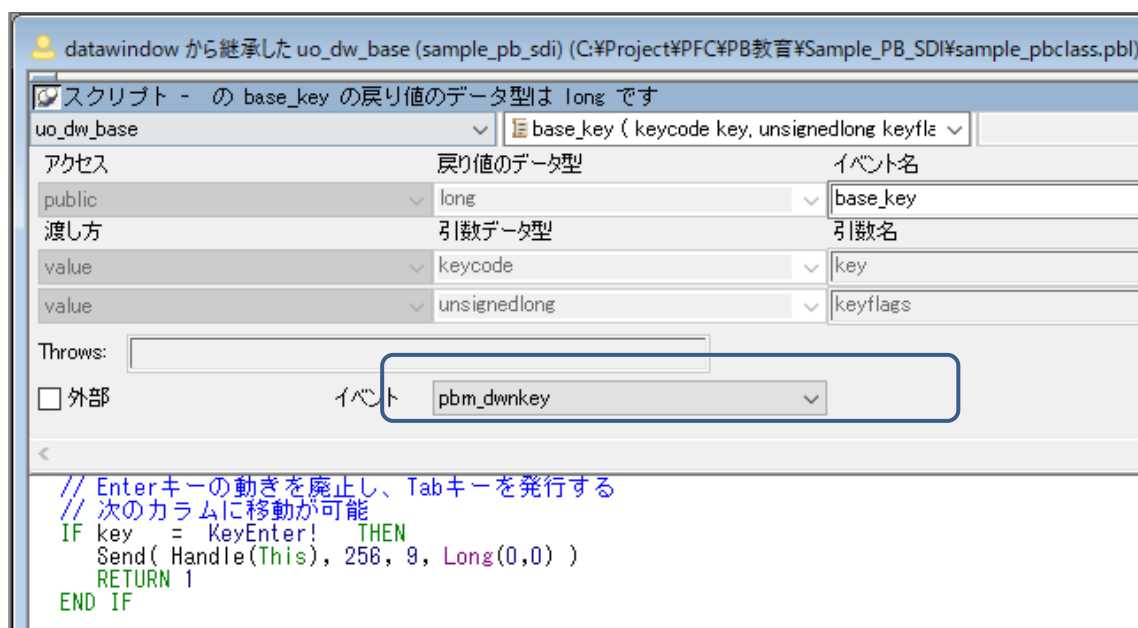 datawindow から継承した uo_dw_base (sample_pb_sdi) (C:¥Project¥PFC¥PB教育¥Sample_PB_SDI¥sample_pbclass.pbl)
スクリプト - の base_key の戻り値のデータ型は long です
uo_dw_base base_key ( keycode key, unsignedlong keyfla
アクセス 戻り値のデータ型 イベント名
public long base_key
渡し方 引数データ型 引数名
value keycode key
value unsignedlong keyflags
Throws:
外部 イベント pbm_dwnkey
// Enterキーの動きを廃止し、Tabキーを発行する
// 次のカラムに移動が可能
IF key = KeyEnter! THEN
Send( Handle(This), 256, 9, Long(0,0) )
RETURN 1
END IF